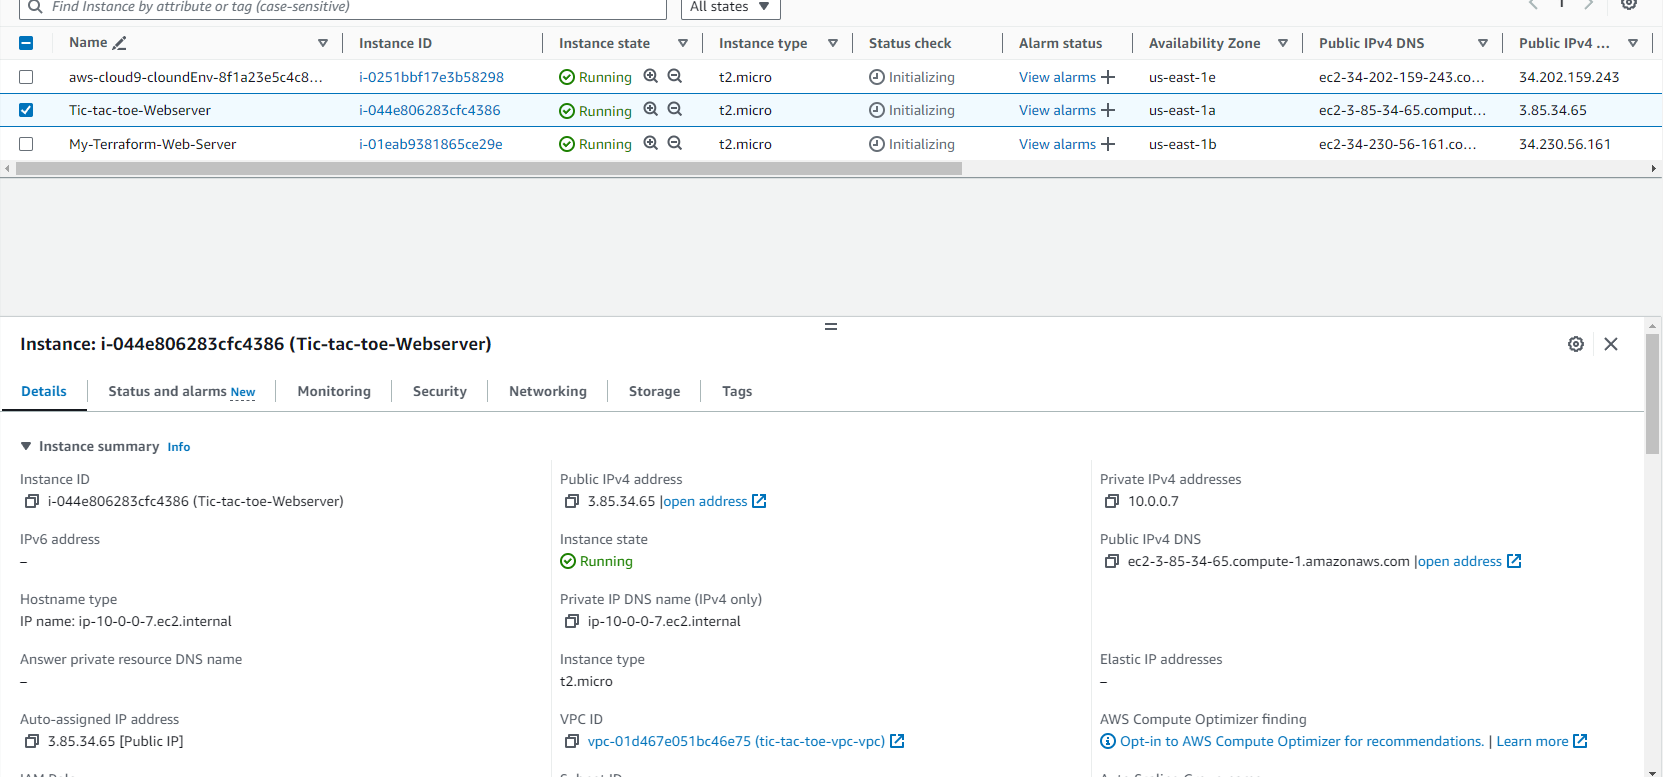 Find Instance by attribute or tag (case-sensitive)
All states
1
Name Instance ID Instance state Instance type Status check Alarm status Availability Zone Public IPv4 DNS Public IPv4 ...
aws-cloud9-cloundEnv-8f1a23e5c4c8... i-0251bbf17e3b58298 Running t2.micro Initializing View alarms us-east-1e ec2-34-202-159-243.co... 34.202.159.243
Tic-tac-toe-Webserver i-044e806283cfc4386 Running t2.micro Initializing View alarms us-east-1a ec2-3-85-34-65.comput... 3.85.34.65
My-Terraform-Web-Server i-01eab9381865ce29e Running t2.micro Initializing View alarms us-east-1b ec2-34-230-56-161.co... 34.230.56.161
Instance: i-044e806283cfc4386 (Tic-tac-toe-Webserver)
Details Status and alarms New Monitoring Security Networking Storage Tags
Instance summary Info
Instance ID
i-044e806283cfc4386 (Tic-tac-toe-Webserver)
Public IPv4 address
3.85.34.65 |open address
Private IPv4 addresses
10.0.0.7
IPv6 address
–
Instance state
Running
Public IPv4 DNS
ec2-3-85-34-65.compute-1.amazonaws.com |open address
Hostname type
IP name: ip-10-0-0-7.ec2.internal
Private IP DNS name (IPv4 only)
ip-10-0-0-7.ec2.internal
Answer private resource DNS name
–
Instance type
t2.micro
Elastic IP addresses
–
Auto-assigned IP address
3.85.34.65 [Public IP]
VPC ID
vpc-01d467e051bc46e75 (tic-tac-toe-vpc-vpc)
AWS Compute Optimizer finding
Opt-in to AWS Compute Optimizer for recommendations. | Learn more